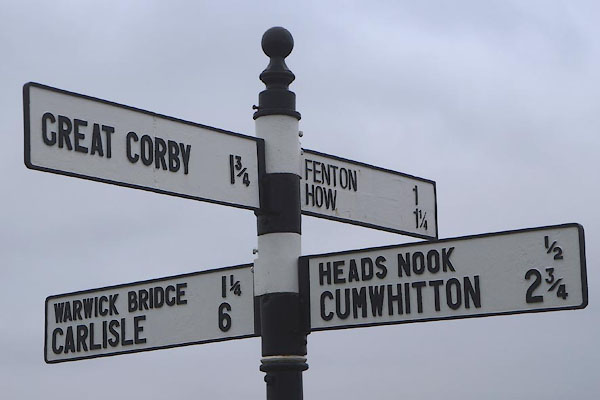 GREAT CORBY 1¾
FENTON 1
HOW 1¼
WARWICK BRIDGE 1¼
CARLISLE 6
HEADS NOOK ½
CUMWHITTON 2¾